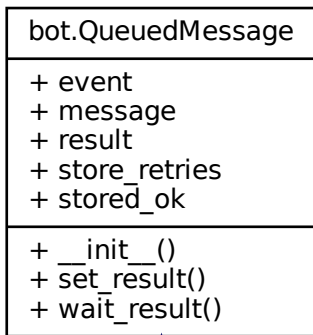 bot.QueuedMessage
+ event
+ message
+ result
+ store_retries
+ stored_ok
+ __init__()
+ set_result()
+ wait_result()